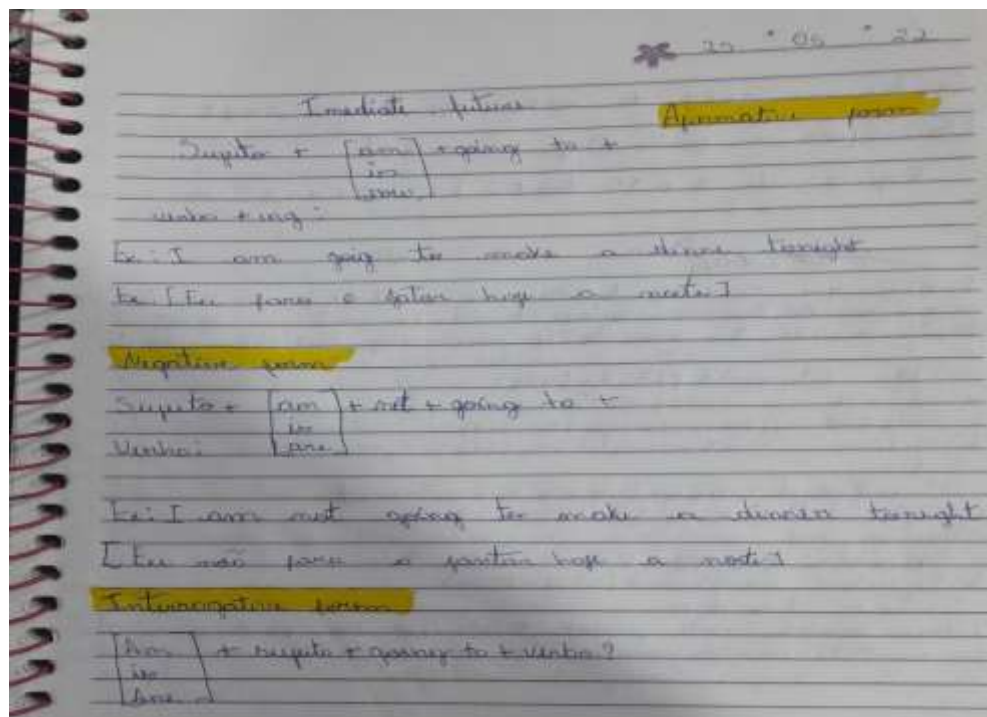 25 · 05 · 22
Imediate future Afirmative form
Sujeito + [am] + going to +
is
are
verbo + ing:
Ex: I am goig to make a diner tonight
Ex: [Eu farei o jatar hoje a noite]
Negative form
Sujeito + [am] + not + going to +
is
Verbo: are
Ex: I am not going to make a dinner tonight
[Eu não farei o jantar hoje a noite]
Interrogative form
[Am] + sujeito + going to + verbo?
is
Are